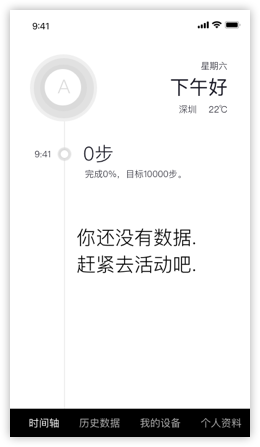 9:41
星期六
A
下午好
深圳 22℃
9:41 0步
完成0%，目标10000步。
你还没有数据.
赶紧去活动吧.
时间轴 历史数据 我的设备 个人资料